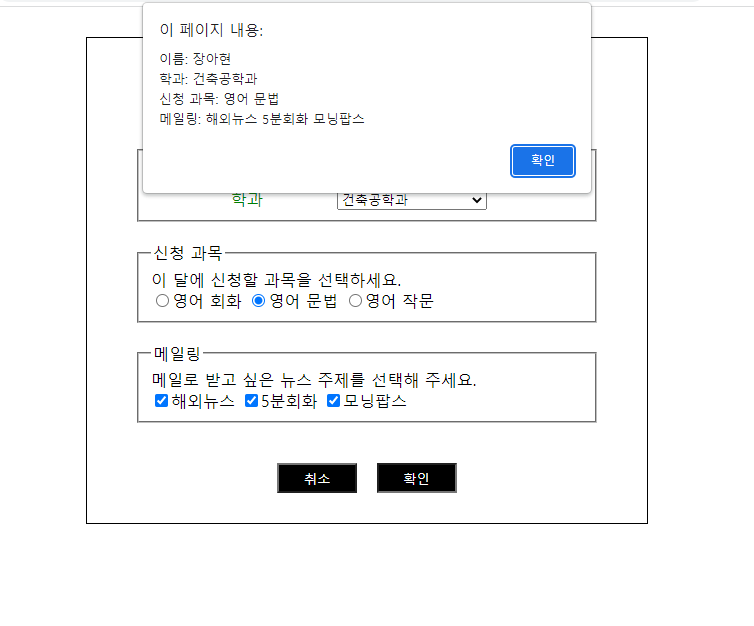 이 페이지 내용:
이름: 장아현
학과: 건축공학과
신청 과목: 영어 문법
메일링: 해외뉴스 5분회화 모닝팝스
확인
학과 건축공학과
신청 과목
이 달에 신청할 과목을 선택하세요.
영어 회화 영어 문법 영어 작문
메일링
메일로 받고 싶은 뉴스 주제를 선택해 주세요.
해외뉴스 5분회화 모닝팝스
취소 확인